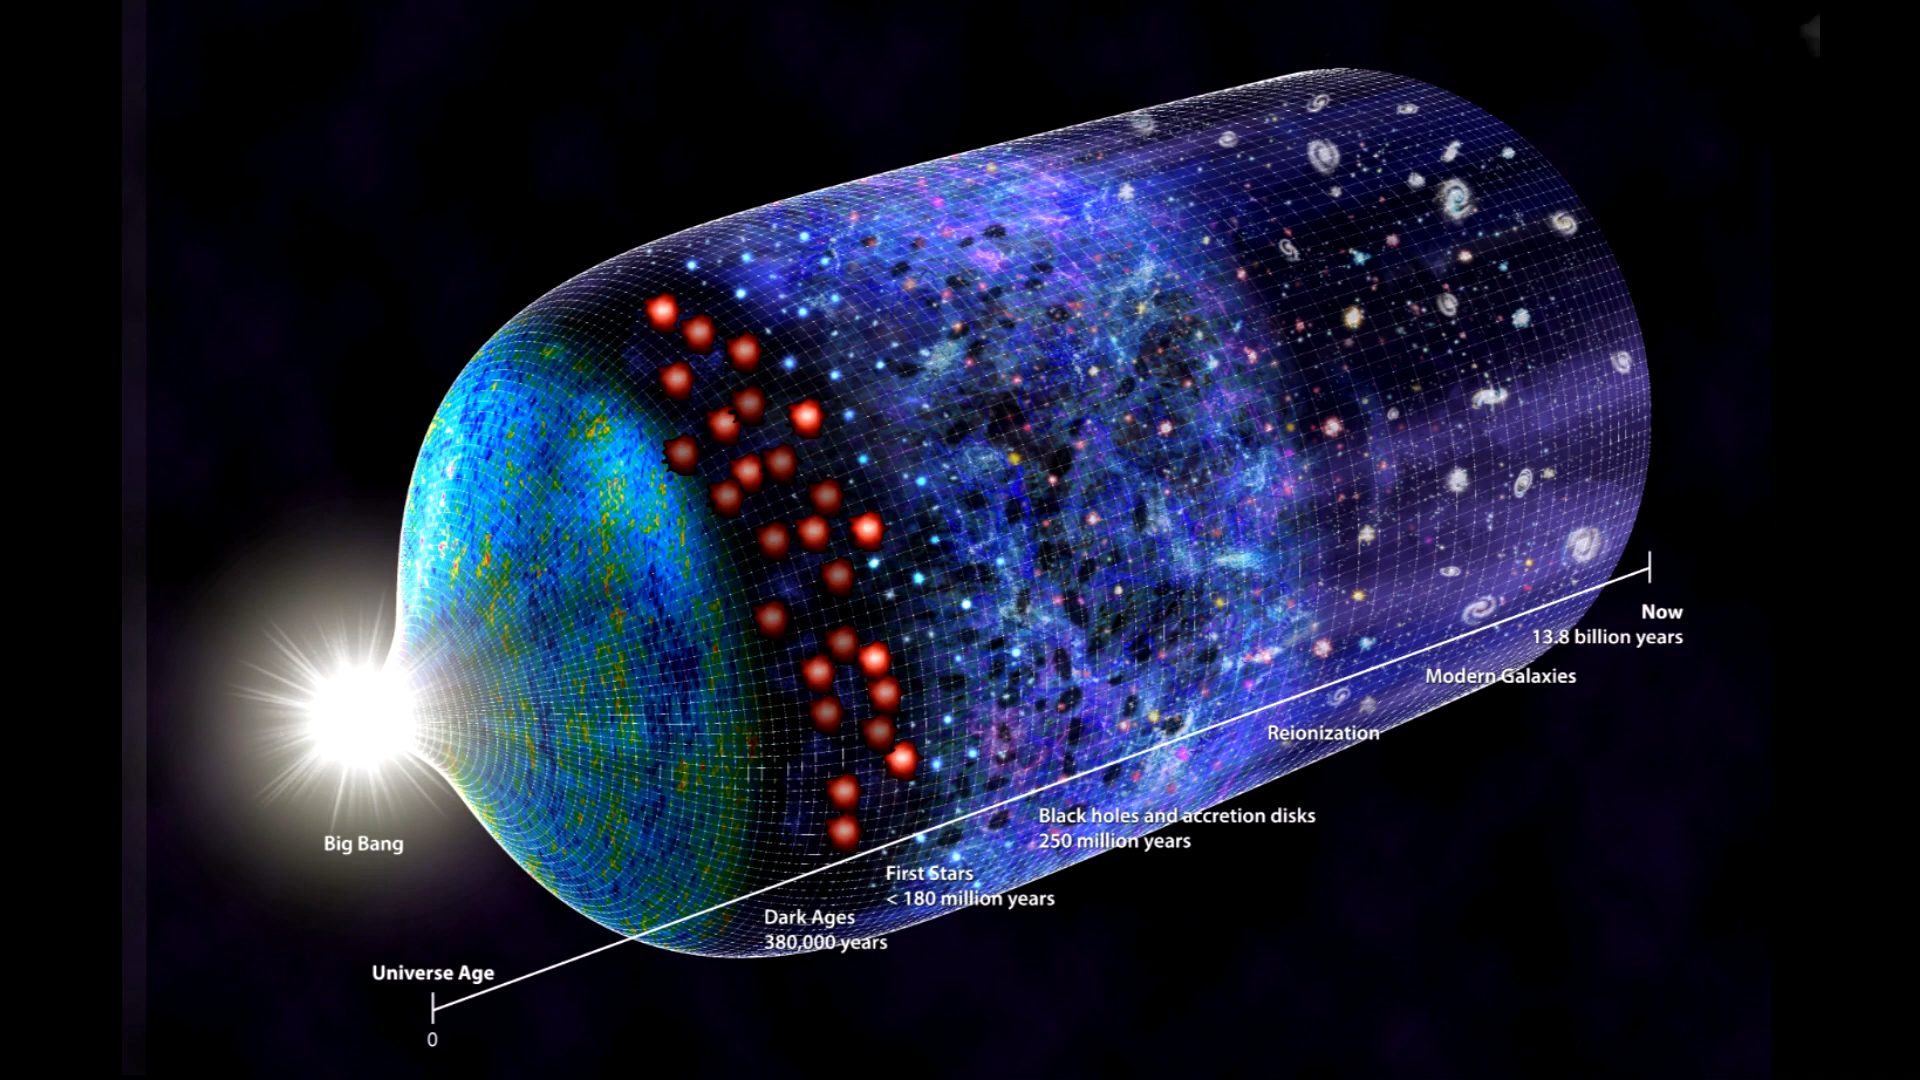 Big Bang
Universe Age
0
Dark Ages
380,000 years
First Stars
< 180 million years
Black holes and accretion disks
250 million years
Reionization
Modern Galaxies
Now
13.8 billion years